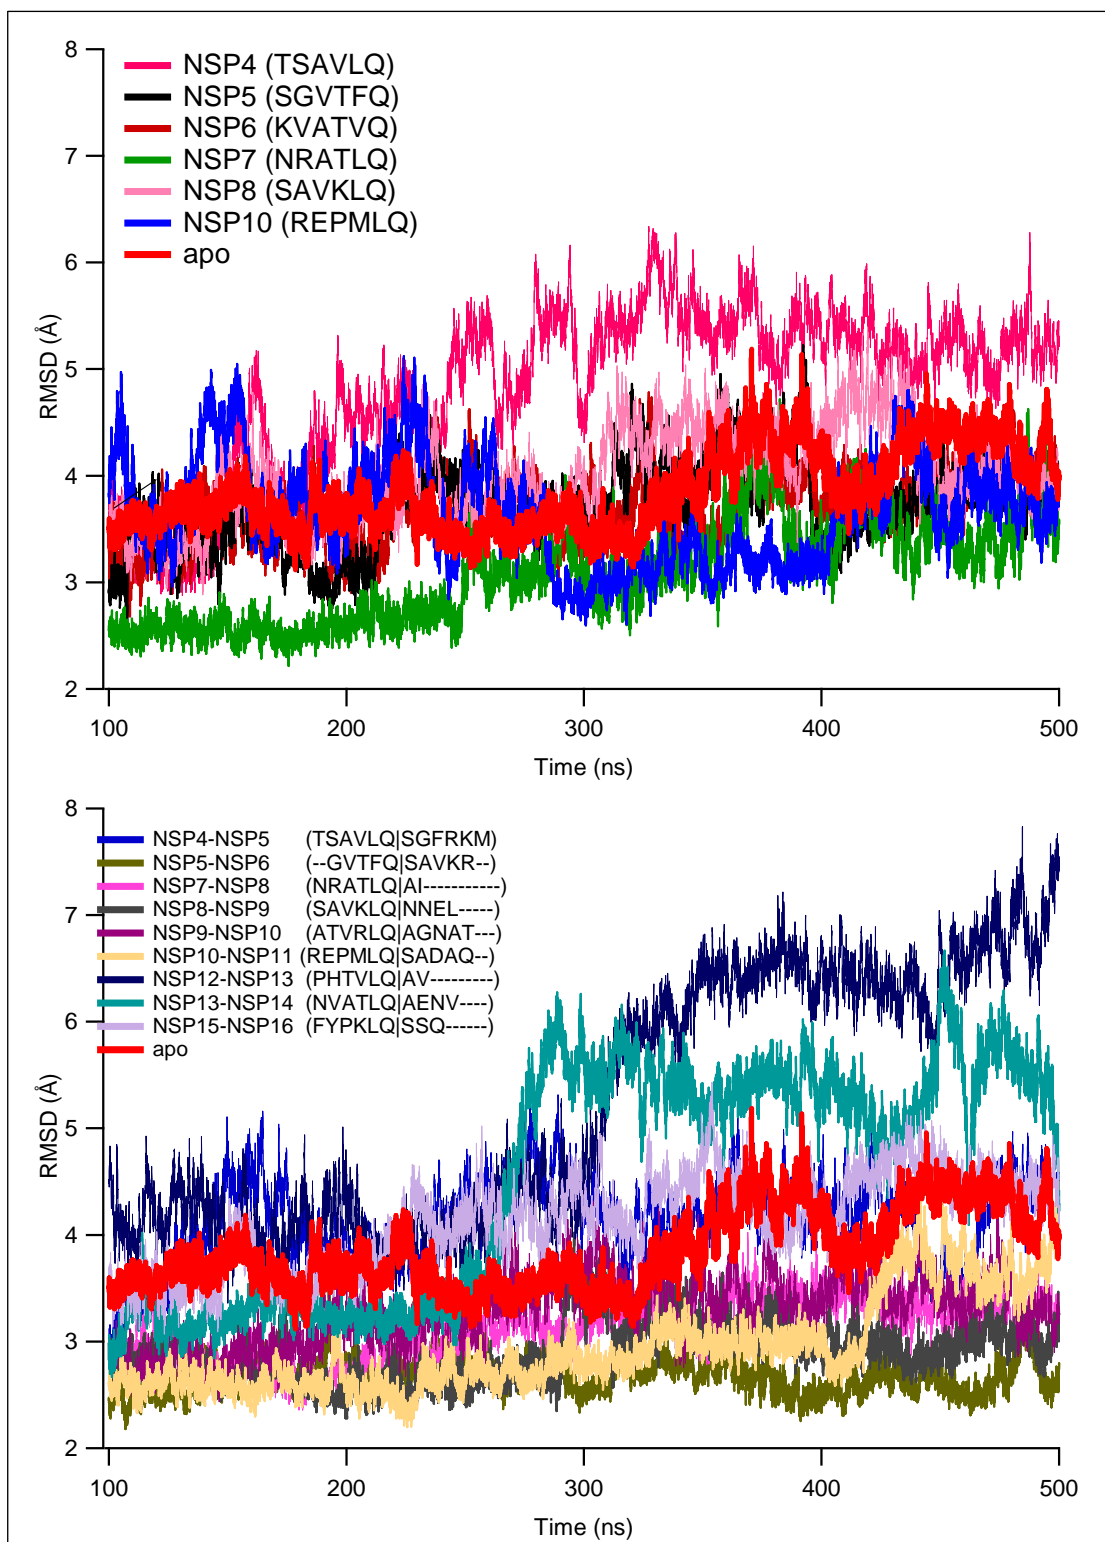 8
NSP4 (TSAVLQ)
NSP5 (SGVTFQ)
NSP6 (KVATVQ)
NSP7 (NRATLQ)
NSP8 (SAVKLQ)
NSP10 (REPMLQ)
apo
7
6
5
4
3
2
RMSD (Å)
100 200 300 400 500
Time (ns)
8
NSP4-NSP5 (TSAVLQ|SGFRKM)
NSP5-NSP6 (--GVTFQ|SAVKR--)
NSP7-NSP8 (NRATLQ|AI-----------)
NSP8-NSP9 (SAVKLQ|NNEL-----)
NSP9-NSP10 (ATVRLQ|AGNAT---)
NSP10-NSP11 (REPMLQ|SADAQ--)
NSP12-NSP13 (PHTVLQ|AV---------)
NSP13-NSP14 (NVATLQ|AENV----)
NSP15-NSP16 (FYPKLQ|SSQ------)
apo
7
6
5
4
3
2
RMSD (Å)
100 200 300 400 500
Time (ns)